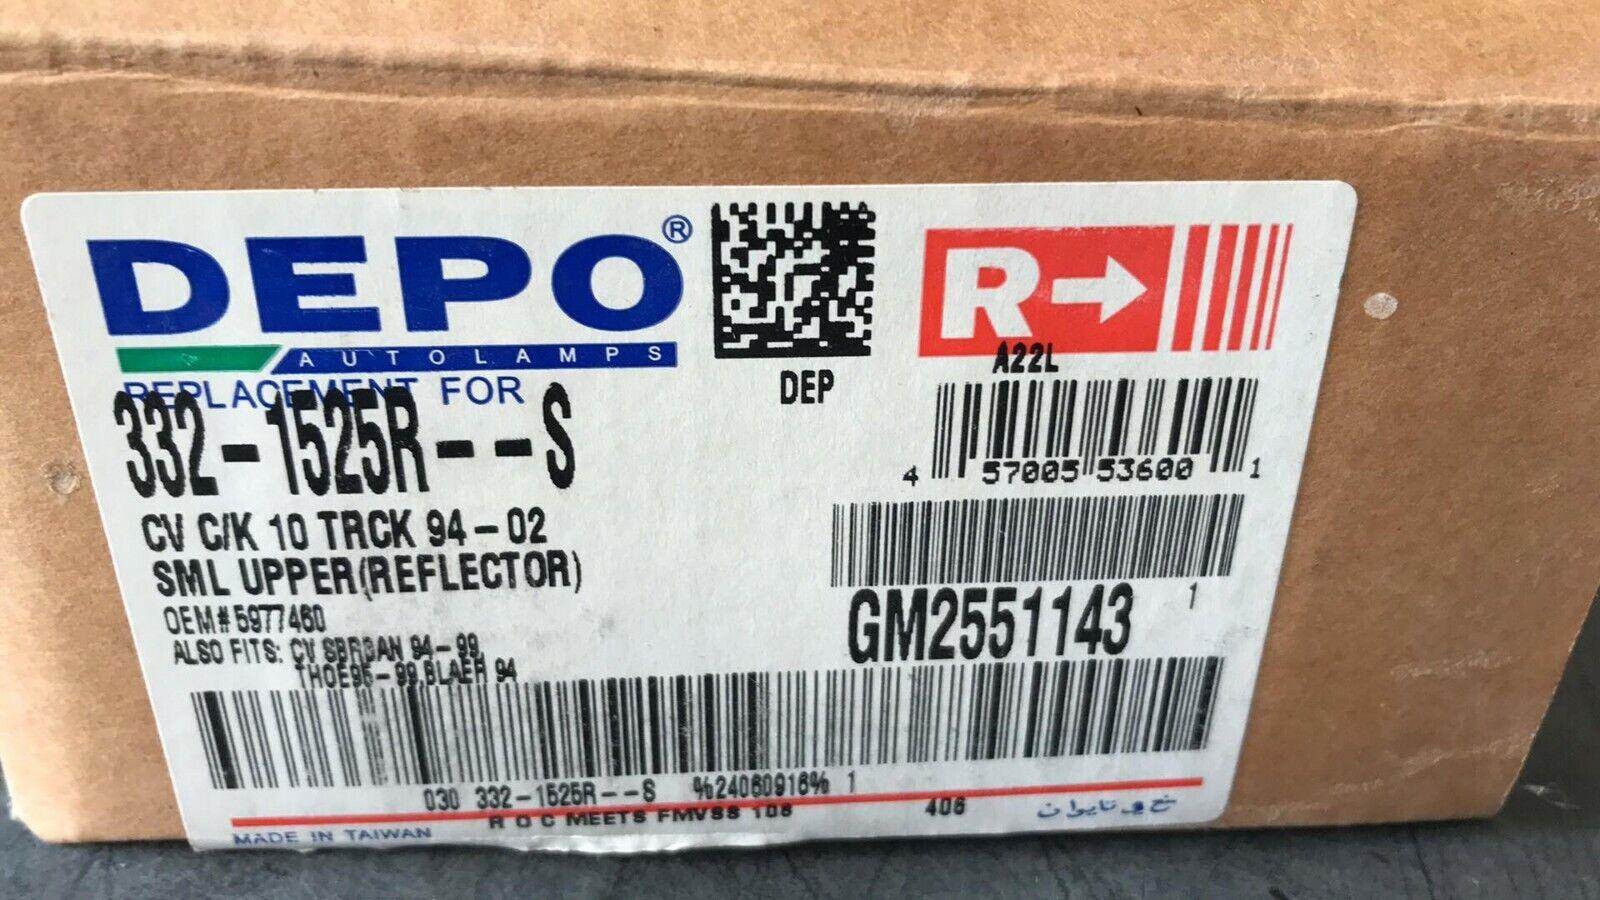 DEPO®
AUTOLAMPS
REPLACEMENT FOR
332-1525R--S
CV C/K 10 TRCK 94-02
SML UPPER(REFLECTOR)
OEM#5977460
ALSO FITS: CV SBRBAN 94-99,
THOE95-99,BLAER 94
DEP
R→
A22L
4 57005 53600 1
GM2551143
1
030 332-1525R--S %24060916% 1
R O C MEETS FMVSS 108
406
MADE IN TAIWAN